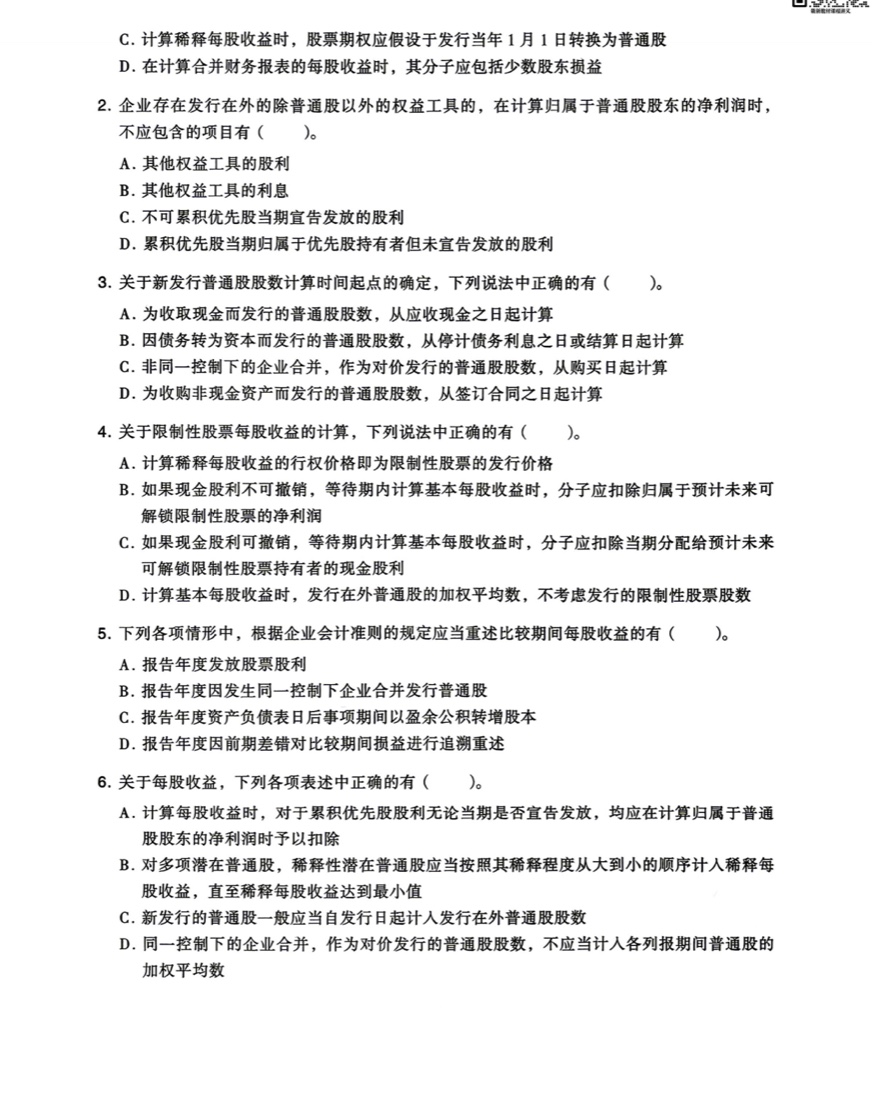 最新教材课程讲义
C. 计算稀释每股收益时，股票期权应假设于发行当年 1 月 1 日转换为普通股
D. 在计算合并财务报表的每股收益时，其分子应包括少数股东损益
2. 企业存在发行在外的除普通股以外的权益工具的，在计算归属于普通股股东的净利润时，
不应包含的项目有（　　）。
A. 其他权益工具的股利
B. 其他权益工具的利息
C. 不可累积优先股当期宣告发放的股利
D. 累积优先股当期归属于优先股持有者但未宣告发放的股利
3. 关于新发行普通股股数计算时间起点的确定，下列说法中正确的有（　　）。
A. 为收取现金而发行的普通股股数，从应收现金之日起计算
B. 因债务转为资本而发行的普通股股数，从停计债务利息之日或结算日起计算
C. 非同一控制下的企业合并，作为对价发行的普通股股数，从购买日起计算
D. 为收购非现金资产而发行的普通股股数，从签订合同之日起计算
4. 关于限制性股票每股收益的计算，下列说法中正确的有（　　）。
A. 计算稀释每股收益的行权价格即为限制性股票的发行价格
B. 如果现金股利不可撤销，等待期内计算基本每股收益时，分子应扣除归属于预计未来可
解锁限制性股票的净利润
C. 如果现金股利可撤销，等待期内计算基本每股收益时，分子应扣除当期分配给预计未来
可解锁限制性股票持有者的现金股利
D. 计算基本每股收益时，发行在外普通股的加权平均数，不考虑发行的限制性股票股数
5. 下列各项情形中，根据企业会计准则的规定应当重述比较期间每股收益的有（　　）。
A. 报告年度发放股票股利
B. 报告年度因发生同一控制下企业合并发行普通股
C. 报告年度资产负债表日后事项期间以盈余公积转增股本
D. 报告年度因前期差错对比较期间损益进行追溯重述
6. 关于每股收益，下列各项表述中正确的有（　　）。
A. 计算每股收益时，对于累积优先股股利无论当期是否宣告发放，均应在计算归属于普通
股股东的净利润时予以扣除
B. 对多项潜在普通股，稀释性潜在普通股应当按照其稀释程度从大到小的顺序计入稀释每
股收益，直至稀释每股收益达到最小值
C. 新发行的普通股一般应当自发行日起计入发行在外普通股股数
D. 同一控制下的企业合并，作为对价发行的普通股股数，不应当计入各列报期间普通股的
加权平均数